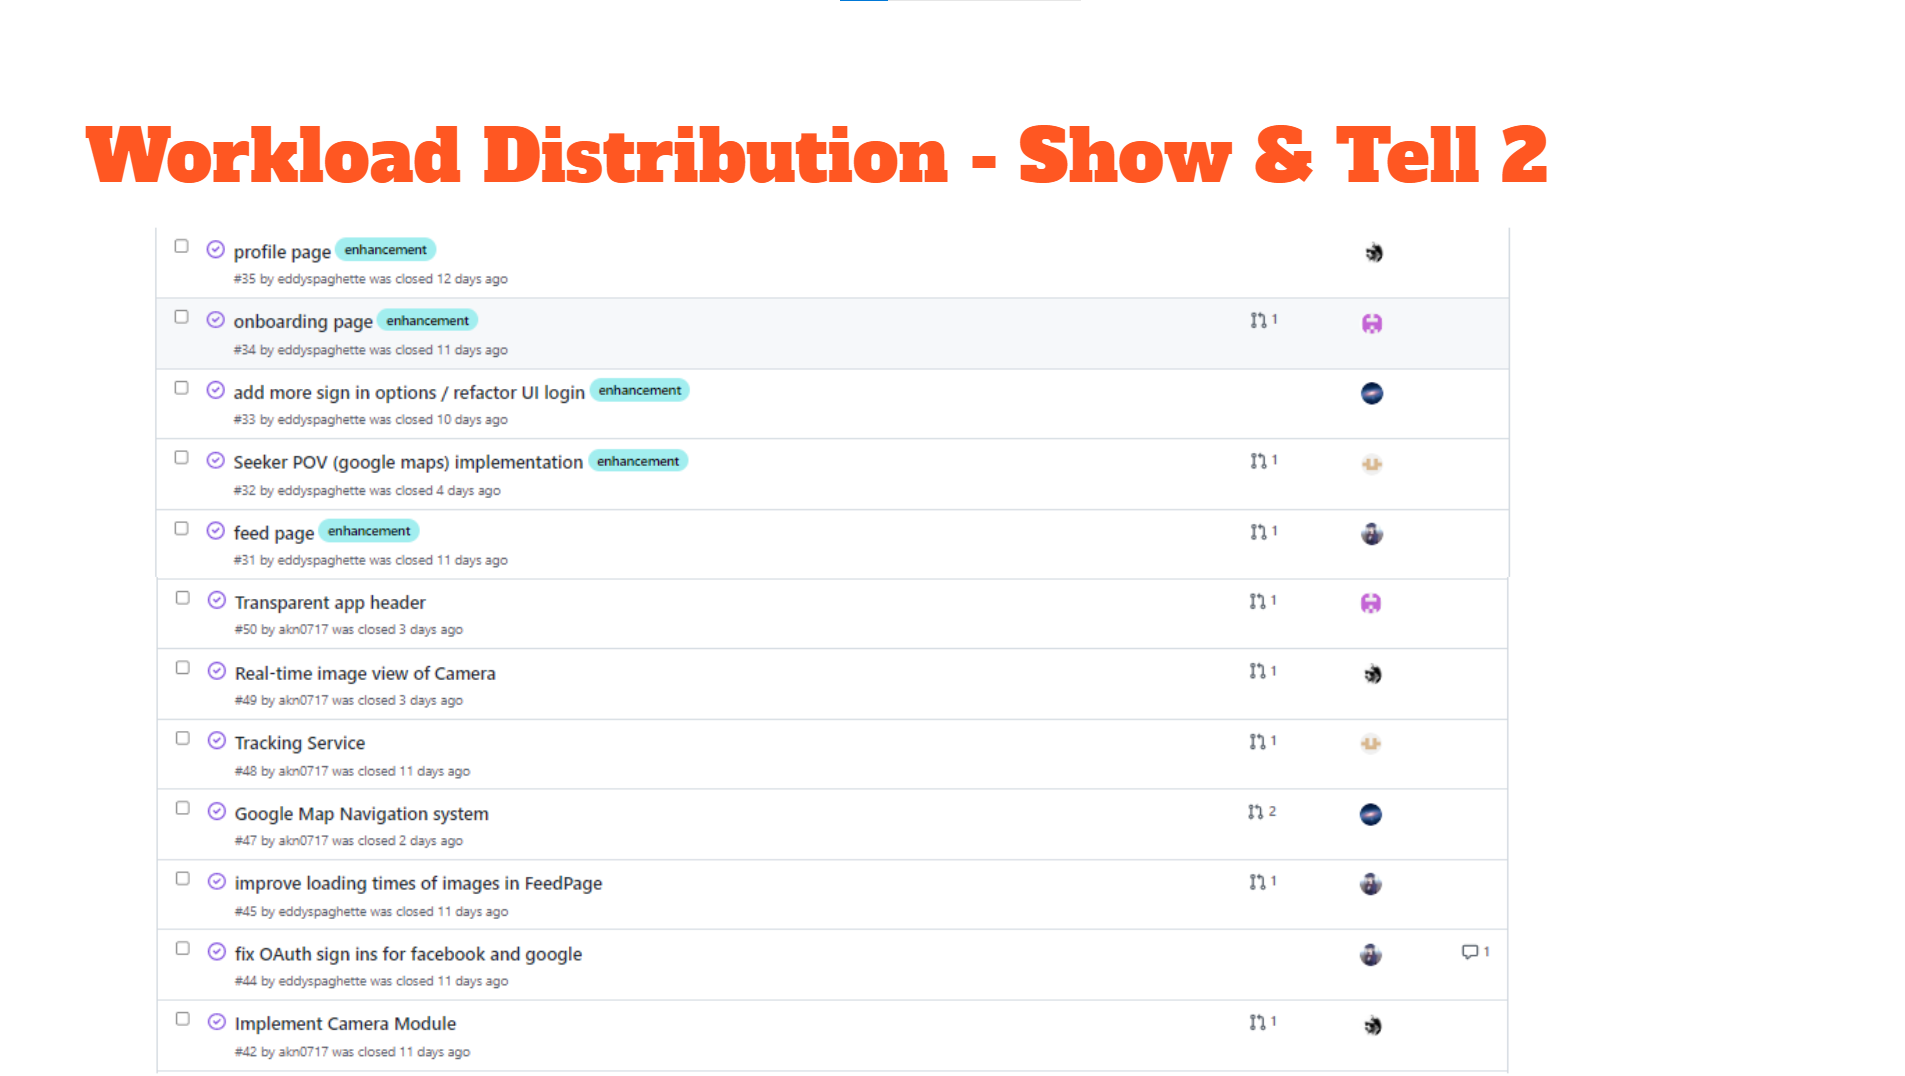 Workload Distribution - Show & Tell 2
profile page enhancement
#35 by eddyspaghette was closed 12 days ago
onboarding page enhancement 1
#34 by eddyspaghette was closed 11 days ago
add more sign in options / refactor UI login enhancement
#33 by eddyspaghette was closed 10 days ago
Seeker POV (google maps) implementation enhancement 1
#32 by eddyspaghette was closed 4 days ago
feed page enhancement 1
#31 by eddyspaghette was closed 11 days ago
Transparent app header 1
#50 by akn0717 was closed 3 days ago
Real-time image view of Camera 1
#49 by akn0717 was closed 3 days ago
Tracking Service 1
#48 by akn0717 was closed 11 days ago
Google Map Navigation system 2
#47 by akn0717 was closed 2 days ago
improve loading times of images in FeedPage 1
#45 by eddyspaghette was closed 11 days ago
fix OAuth sign ins for facebook and google 1
#44 by eddyspaghette was closed 11 days ago
Implement Camera Module 1
#42 by akn0717 was closed 11 days ago